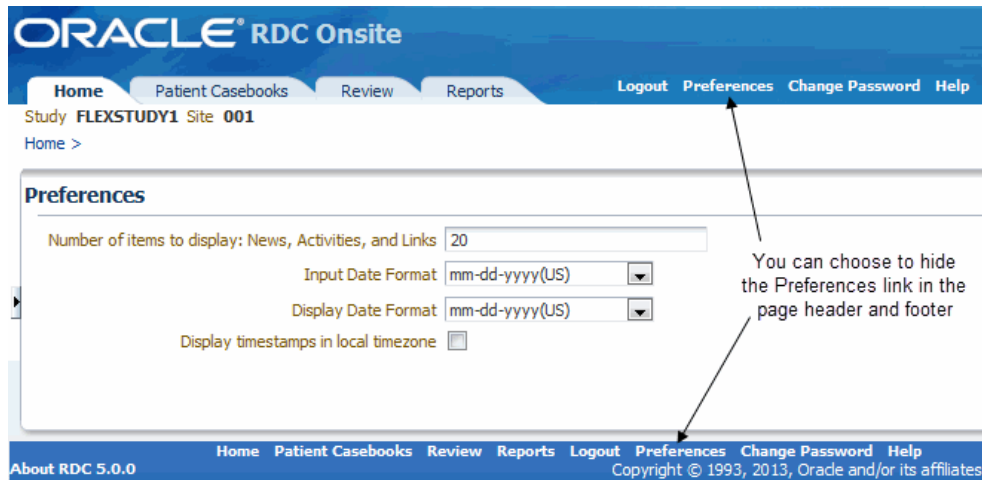 ORACLE® RDC Onsite
Home Patient Casebooks Review Reports Logout Preferences Change Password Help
Study FLEXSTUDY1 Site 001
Home >
Preferences
Number of items to display: News, Activities, and Links 20
Input Date Format mm-dd-yyyy(US)
Display Date Format mm-dd-yyyy(US)
Display timestamps in local timezone
You can choose to hide
the Preferences link in the
page header and footer
Home Patient Casebooks Review Reports Logout Preferences Change Password Help
About RDC 5.0.0 Copyright © 1993, 2013, Oracle and/or its affiliates